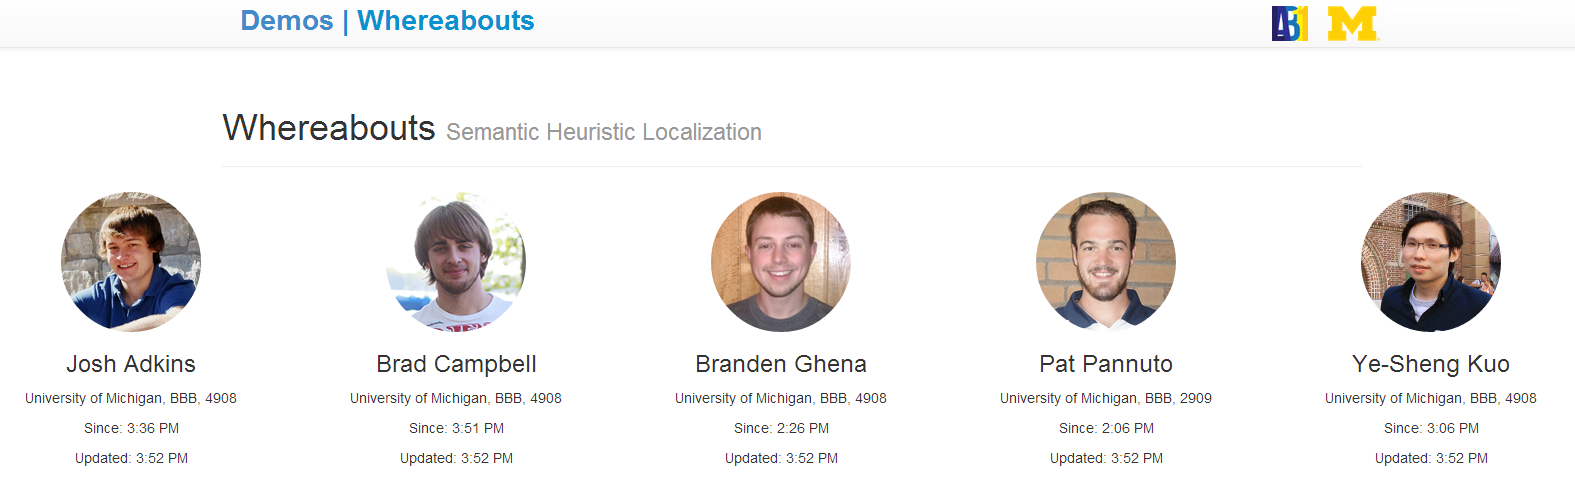 Demos | Whereabouts
AB1 M
Whereabouts Semantic Heuristic Localization
Josh Adkins
University of Michigan, BBB, 4908
Since: 3:36 PM
Updated: 3:52 PM
Brad Campbell
University of Michigan, BBB, 4908
Since: 3:51 PM
Updated: 3:52 PM
Branden Ghena
University of Michigan, BBB, 4908
Since: 2:26 PM
Updated: 3:52 PM
Pat Pannuto
University of Michigan, BBB, 2909
Since: 2:06 PM
Updated: 3:52 PM
Ye-Sheng Kuo
University of Michigan, BBB, 4908
Since: 3:06 PM
Updated: 3:52 PM